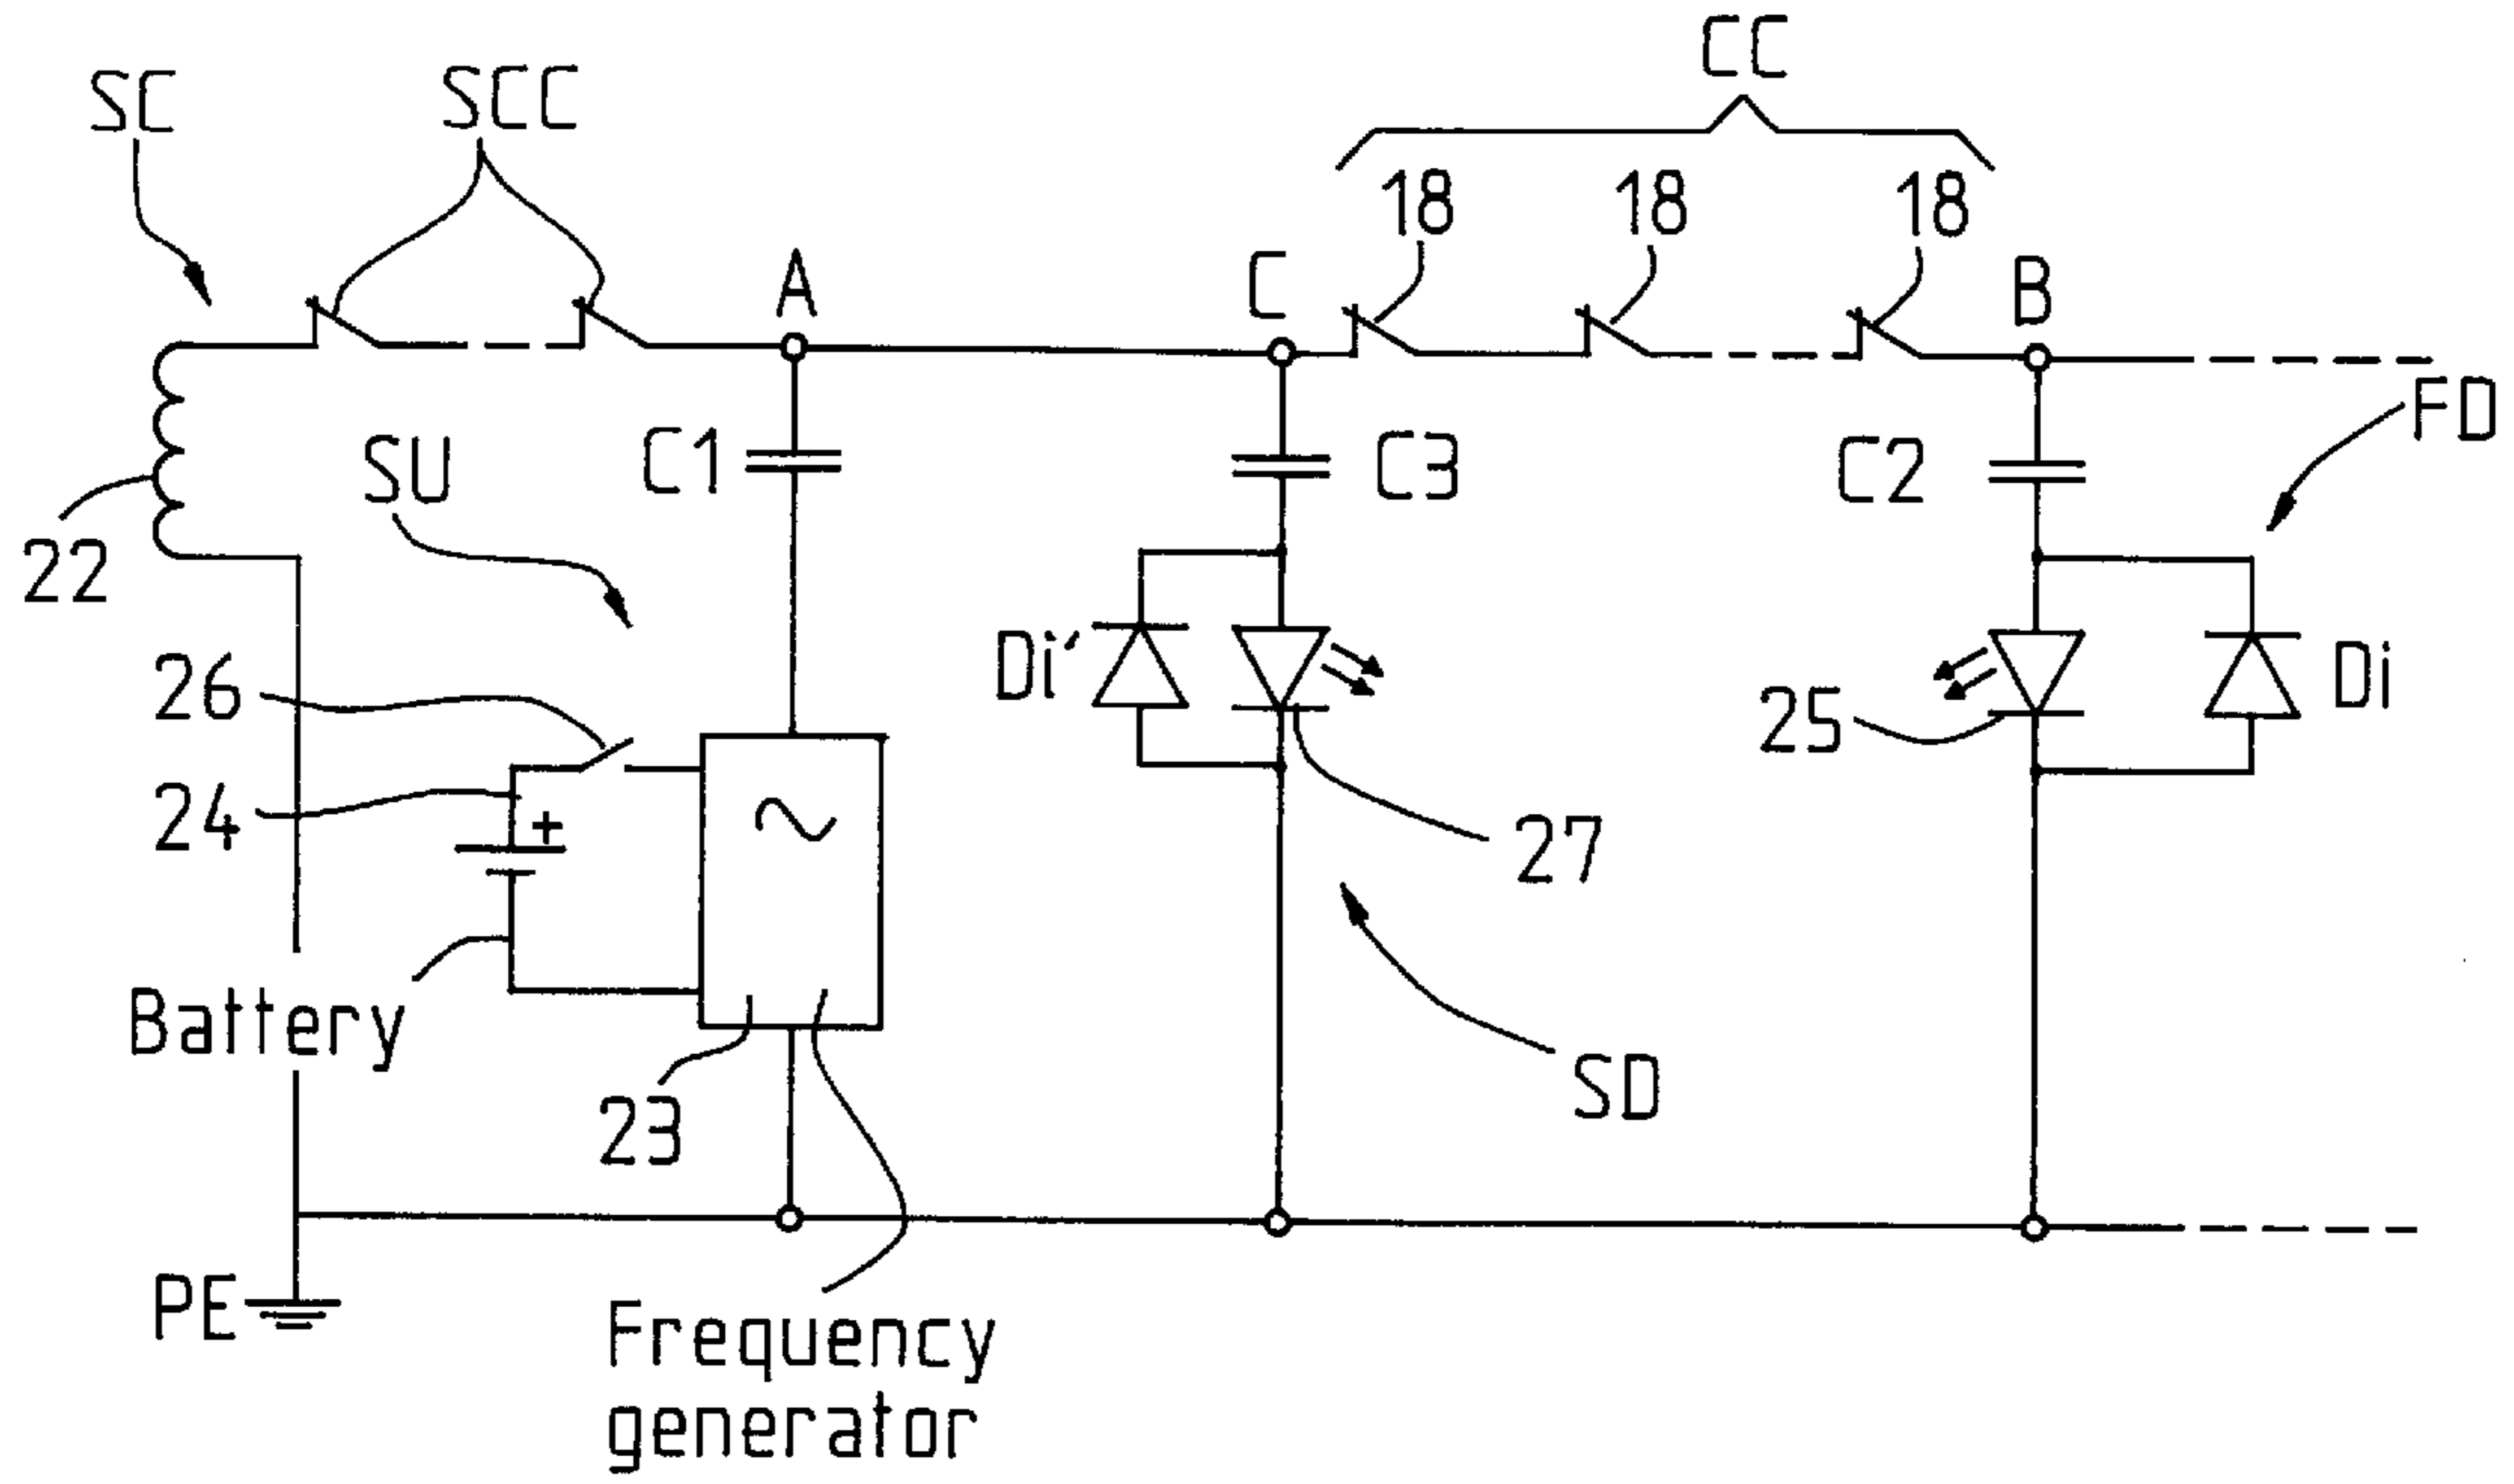 CC
SC
SCC
18
18
18
A
C
B
FD
SU
C1
C3
C2
22
Di'
Di
26
25
24
+
27
Battery
23
SD
PE
Frequency
generator